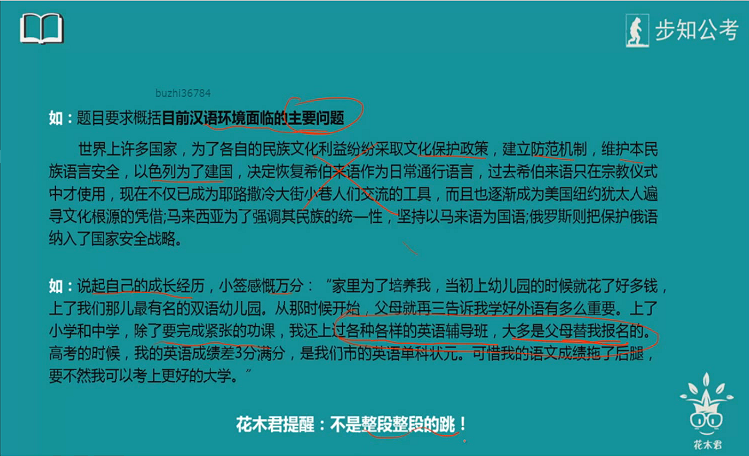 步知公考
buzhi36784
如：题目要求概括目前汉语环境面临的主要问题
世界上许多国家，为了各自的民族文化利益纷纷采取文化保护政策，建立防范机制，维护本民
族语言安全，以色列为了建国，决定恢复希伯来语作为日常通行语言，过去希伯来语只在宗教仪式
中才使用，现在不仅已成为耶路撒冷大街小巷人们交流的工具，而且也逐渐成为美国纽约犹太人遍
寻文化根源的凭借;马来西亚为了强调其民族的统一性，坚持以马来语为国语;俄罗斯则把保护俄语
纳入了国家安全战略。
如：说起自己的成长经历，小签感慨万分：“家里为了培养我，当初上幼儿园的时候就花了好多钱，
上了我们那儿最有名的双语幼儿园。从那时候开始，父母就再三告诉我学好外语有多么重要。上了
小学和中学，除了要完成紧张的功课，我还上过各种各样的英语辅导班，大多是父母替我报名的。
高考的时候，我的英语成绩差3分满分，是我们市的英语单科状元。可惜我的语文成绩拖了后腿，
要不然我可以考上更好的大学。”
花木君提醒：不是整段整段的跳！
花木君